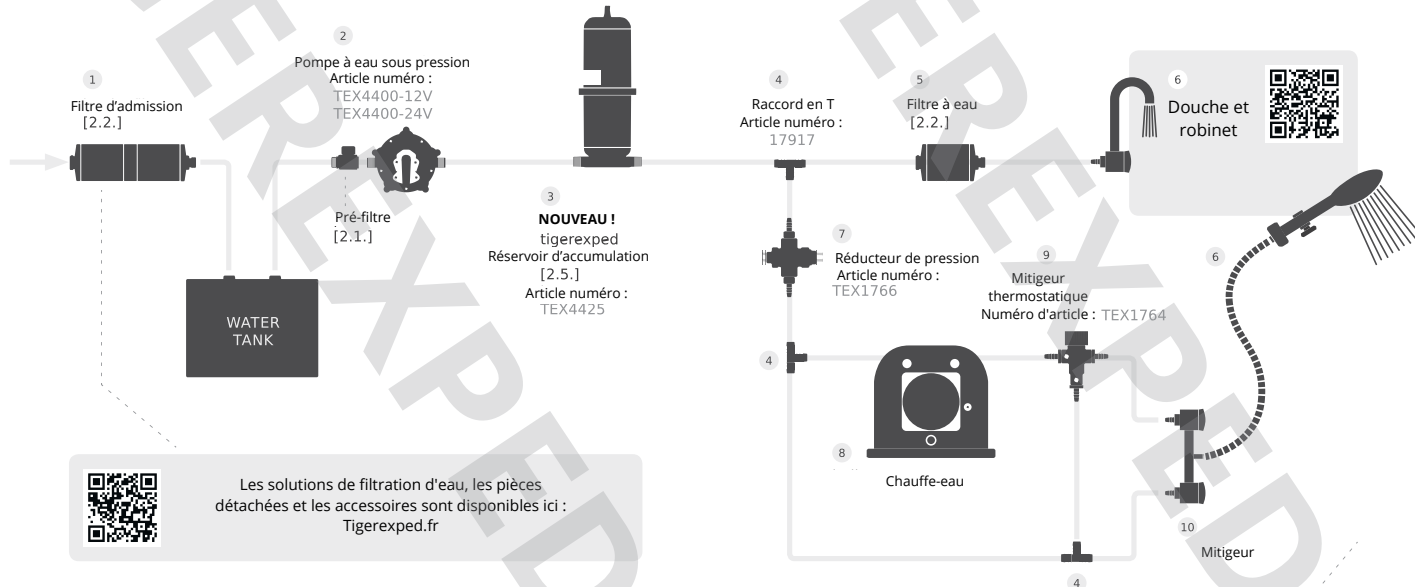 1
Filtre d’admission
[2.2.]
2
Pompe à eau sous pression
Article numéro :
TEX4400-12V
TEX4400-24V
Pré-filtre
[2.1.]
WATER
TANK
3
NOUVEAU !
tigerexped
Réservoir d’accumulation
[2.5.]
Article numéro :
TEX4425
4
Raccord en T
Article numéro :
17917
5
Filtre à eau
[2.2.]
6
Douche et
robinet
7
Réducteur de pression
Article numéro :
TEX1766
9
Mitigeur
thermostatique
Numéro d'article : TEX1764
6
4
8
Chauffe-eau
10
Mitigeur
4
Les solutions de filtration d'eau, les pièces
détachées et les accessoires sont disponibles ici :
Tigerexped.fr
TIGEREXPED
TIGEREXPED